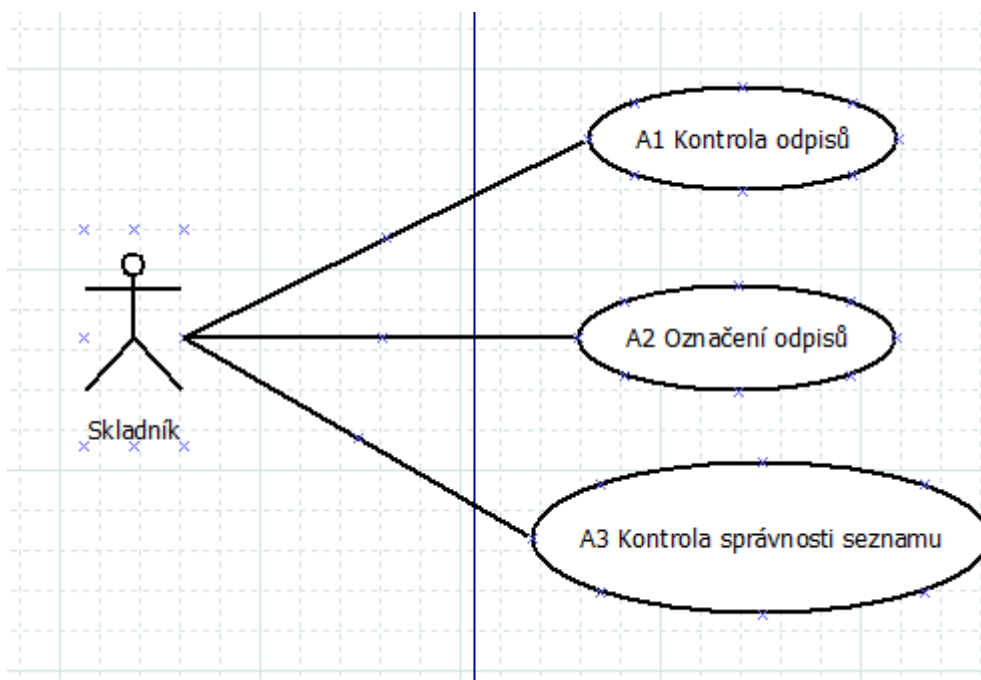 A1 Kontrola odpisů
A2 Označení odpisů
Skladník
A3 Kontrola správnosti seznamu